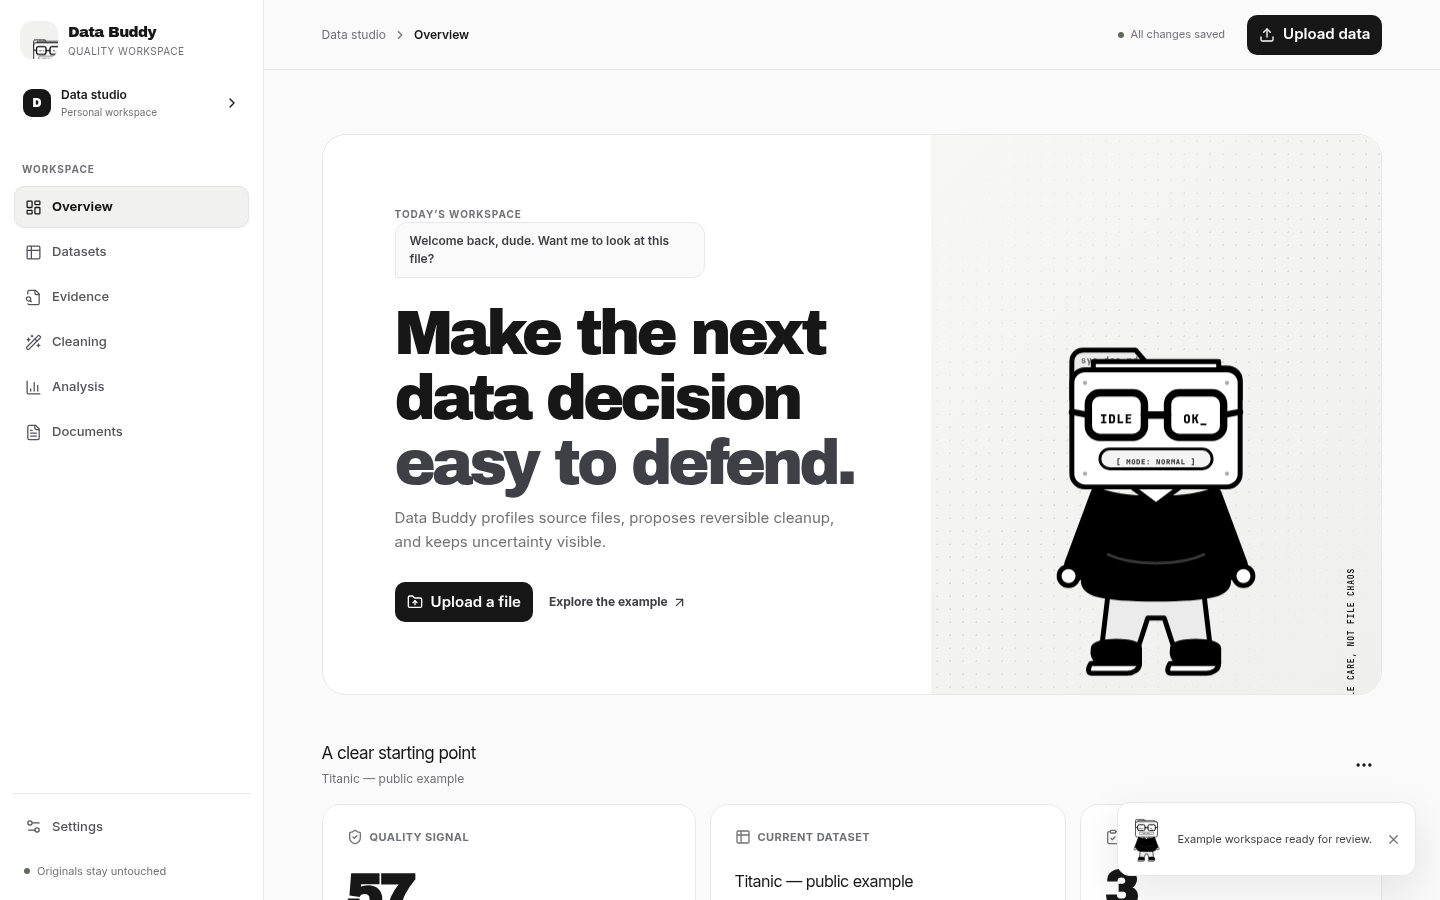 Data Buddy
QUALITY WORKSPACE
D
Data studio
Personal workspace
WORKSPACE
Overview
Datasets
Evidence
Cleaning
Analysis
Documents
Settings
Originals stay untouched
Data studio
Overview
All changes saved
Upload data
TODAY'S WORKSPACE
Welcome back, dude. Want me to look at this
file?
Make the next
data decision
easy to defend.
Data Buddy profiles source files, proposes reversible cleanup,
and keeps uncertainty visible.
Upload a file
Explore the example
IDLE
OK_
[ MODE: NORMAL ]
CARE, NOT FILE CHAOS
A clear starting point
Titanic — public example
QUALITY SIGNAL
57
CURRENT DATASET
Titanic — public example
3
Example workspace ready for review.